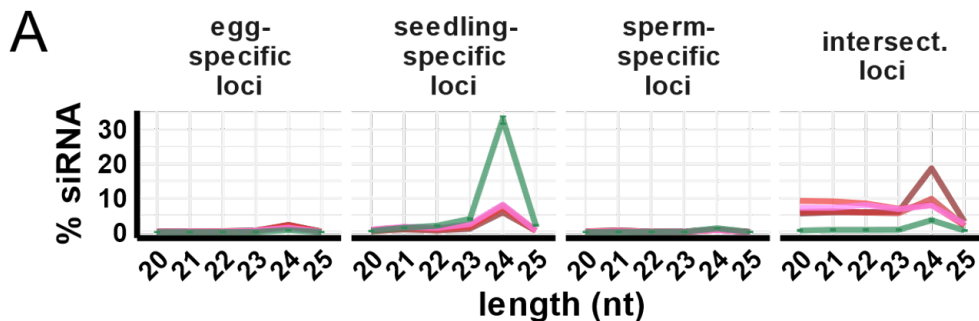 A
egg-
specific
loci
seedling-
specific
loci
sperm-
specific
loci
intersect.
loci
% siRNA
30
20
10
0
20 21 22 23 24 25
20 21 22 23 24 25
20 21 22 23 24 25
20 21 22 23 24 25
length (nt)